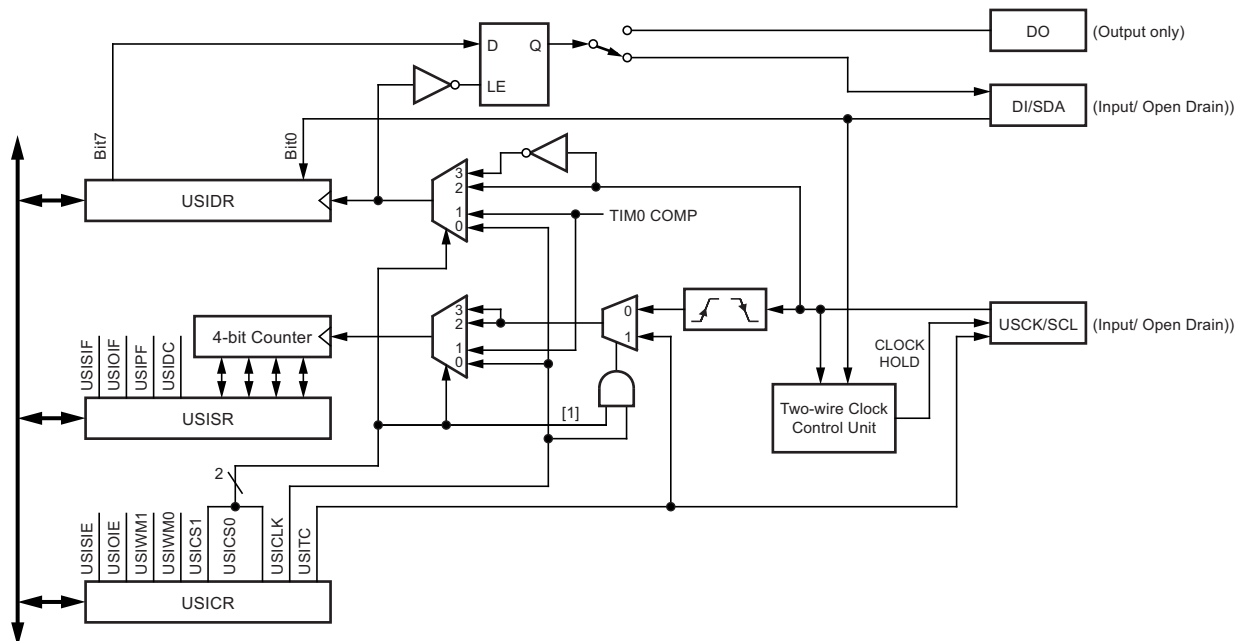 DO (Output only)
D Q
LE
DI/SDA (Input/ Open Drain))
Bit7
Bit0
USIDR
3
2
1
0
TIM0 COMP
4-bit Counter
3
2
1
0
0
1
USCK/SCL (Input/ Open Drain))
CLOCK
HOLD
USISIF
USIOIF
USIPF
USIDC
USISR
[1]
Two-wire Clock
Control Unit
2
USISIE
USIOIE
USIWM1
USIWM0
USICS1
USICS0
USICLK
USITC
USICR